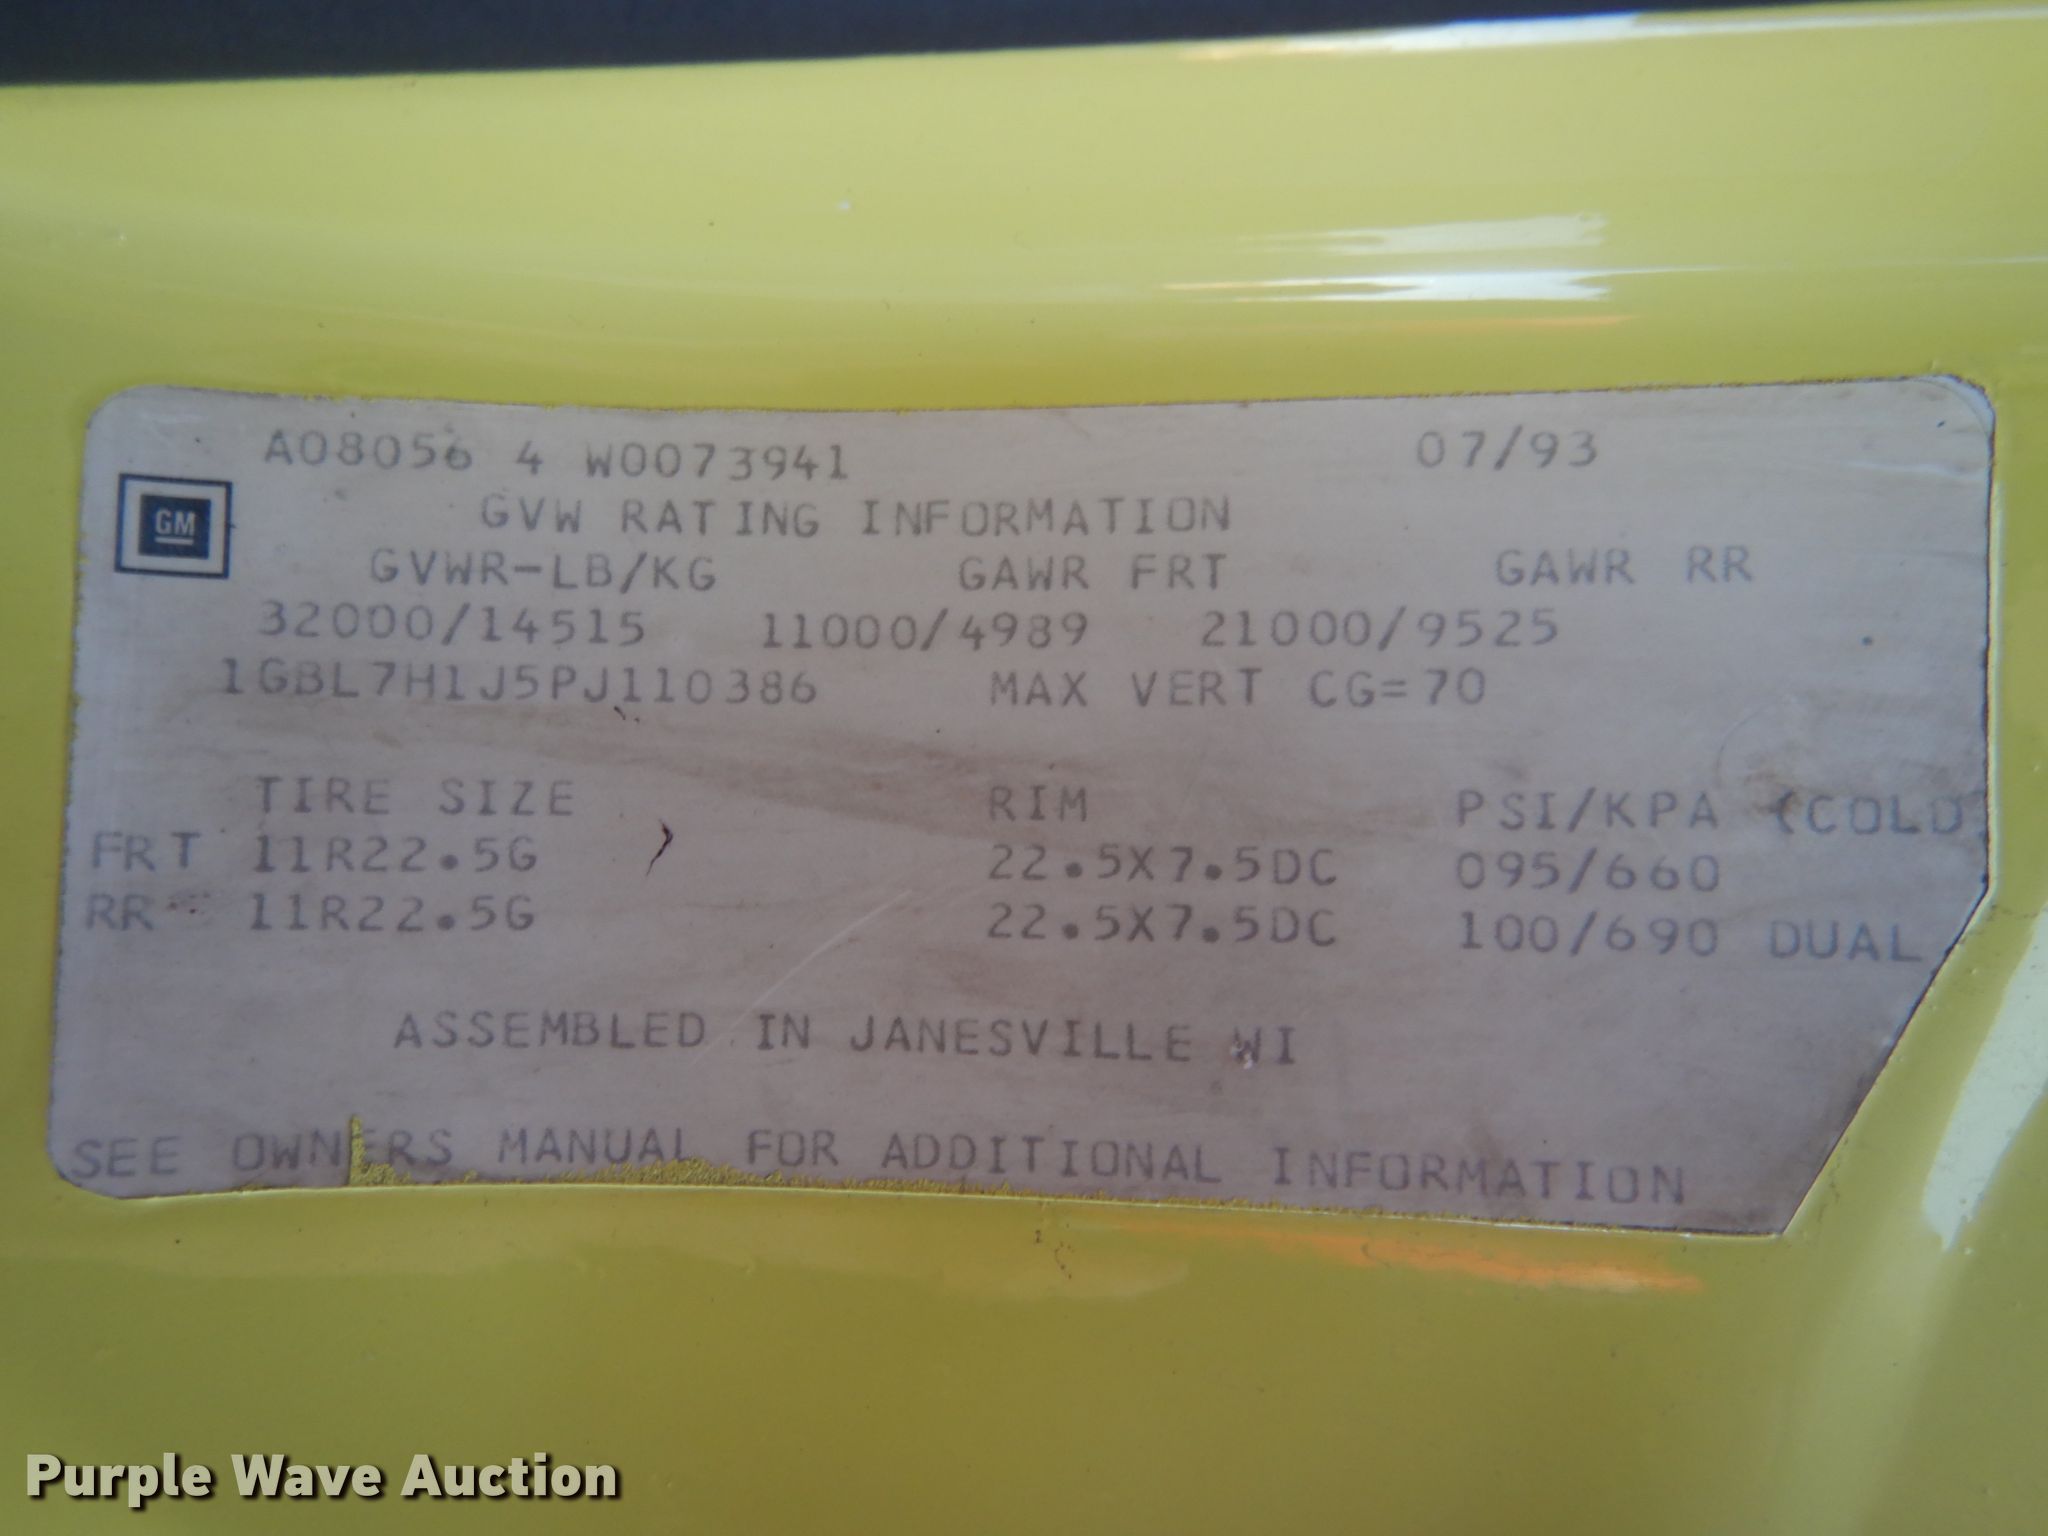 A08056 4 W0073941 07/93
GM
GVW RATING INFORMATION
GVWR-LB/KG GAWR FRT GAWR RR
32000/14515 11000/4989 21000/9525
1GBL7H1J5PJ110386 MAX VERT CG=70
TIRE SIZE RIM PSI/KPA (COLD)
FRT 11R22.5G 22.5X7.5DC 095/660
RR 11R22.5G 22.5X7.5DC 100/690 DUAL
ASSEMBLED IN JANESVILLE WI
SEE OWNERS MANUAL FOR ADDITIONAL INFORMATION
Purple Wave Auction